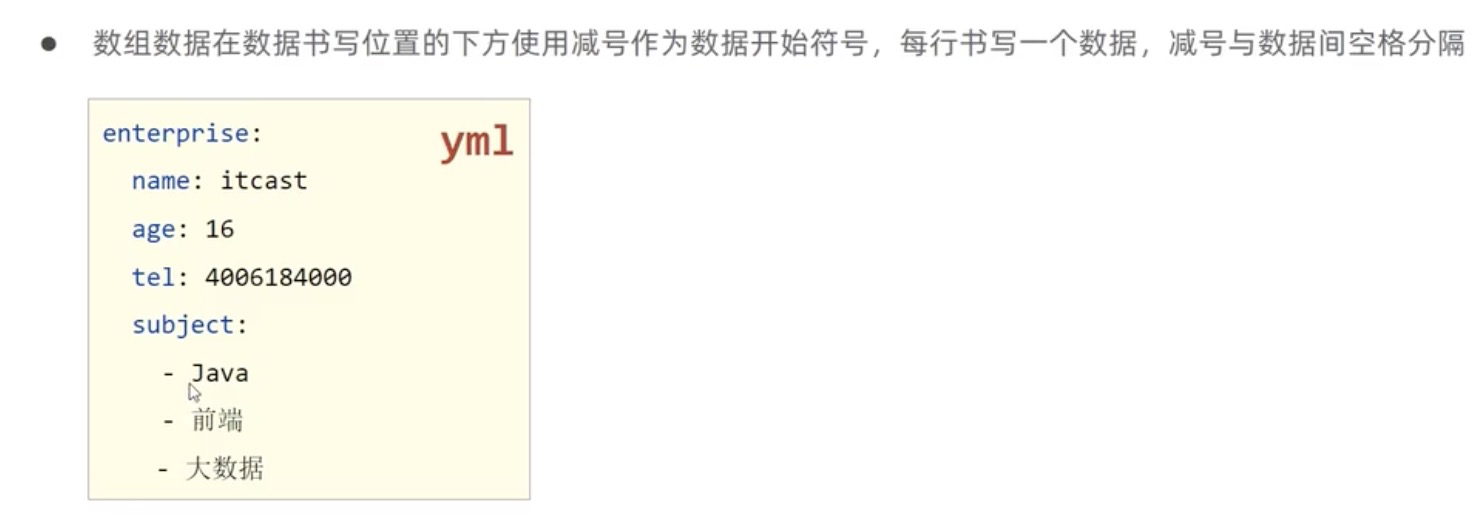 ● 数组数据在数据书写位置的下方使用减号作为数据开始符号，每行书写一个数据，减号与数据间空格分隔
enterprise:
yml
name: itcast
age: 16
tel: 4006184000
subject:
- Java
- 前端
- 大数据